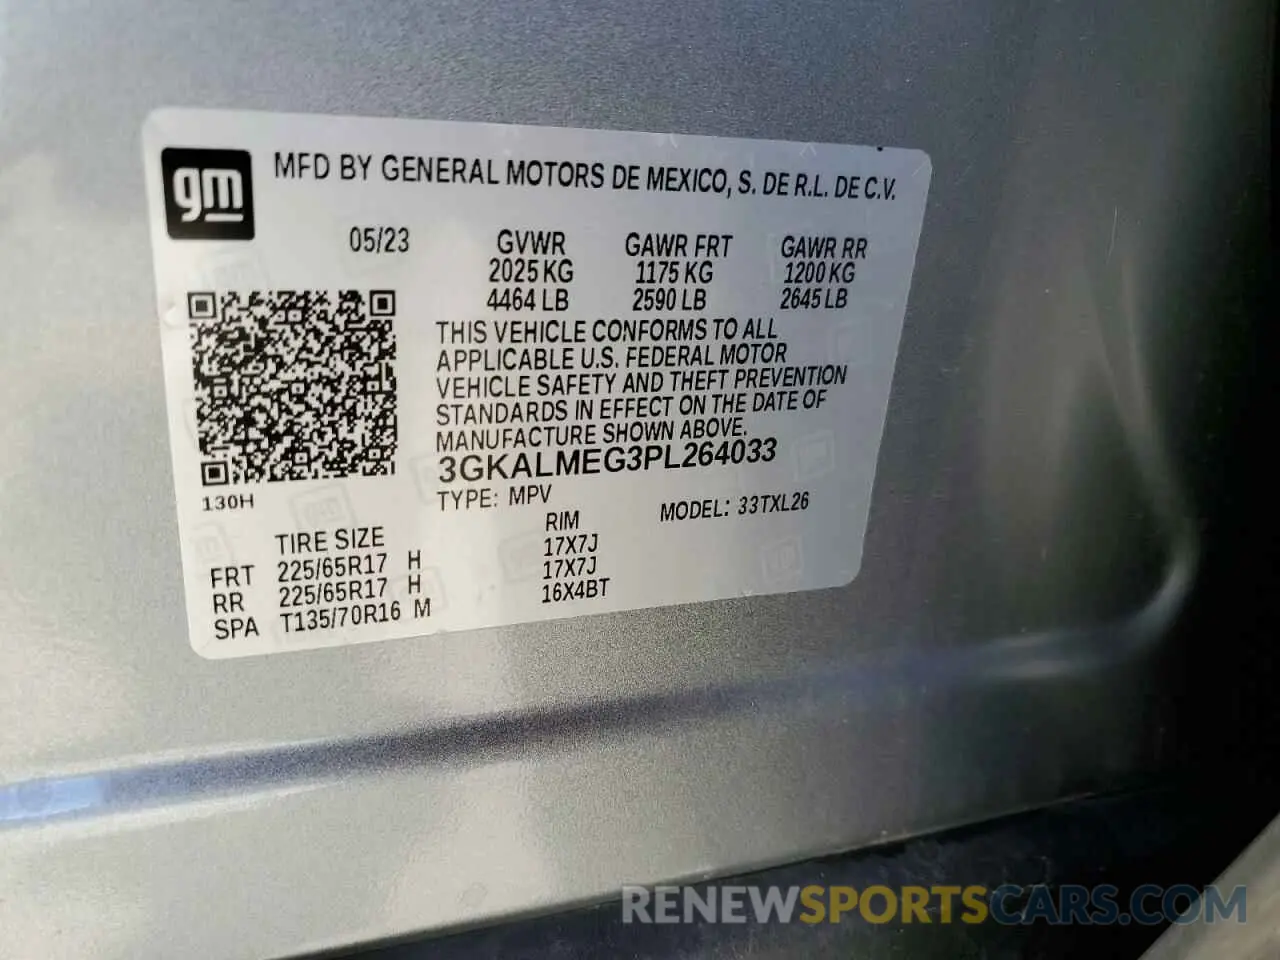 gm
MFD BY GENERAL MOTORS DE MEXICO, S. DE R.L. DE C.V.
05/23 GVWR GAWR FRT GAWR RR
2025 KG 1175 KG 1200 KG
4464 LB 2590 LB 2645 LB
THIS VEHICLE CONFORMS TO ALL
APPLICABLE U.S. FEDERAL MOTOR
VEHICLE SAFETY AND THEFT PREVENTION
STANDARDS IN EFFECT ON THE DATE OF
MANUFACTURE SHOWN ABOVE.
3GKALMEG3PL264033
130H
TYPE: MPV MODEL: 33TXL26
TIRE SIZE RIM
FRT 225/65R17 H 17X7J
RR 225/65R17 H 17X7J
SPA T135/70R16 M 16X4BT
RENEWSPORTSCARS.COM